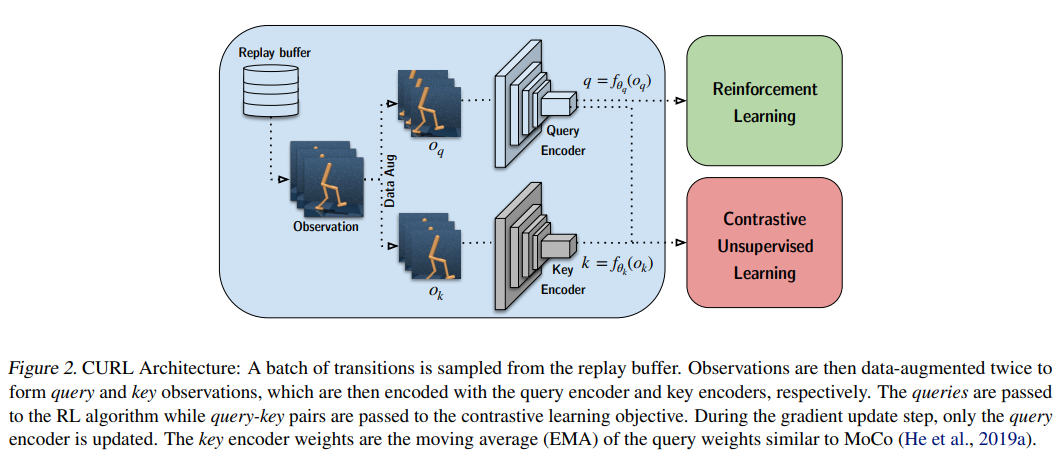 Replay buffer
Observation
Data Aug
o_q
o_k
q = f_θ_q(o_q)
Query
Encoder
k = f_θ_k(o_k)
Key
Encoder
Reinforcement
Learning
Contrastive
Unsupervised
Learning
Figure 2. CURL Architecture: A batch of transitions is sampled from the replay buffer. Observations are then data-augmented twice to
form query and key observations, which are then encoded with the query encoder and key encoders, respectively. The queries are passed
to the RL algorithm while query-key pairs are passed to the contrastive learning objective. During the gradient update step, only the query
encoder is updated. The key encoder weights are the moving average (EMA) of the query weights similar to MoCo (He et al., 2019a).